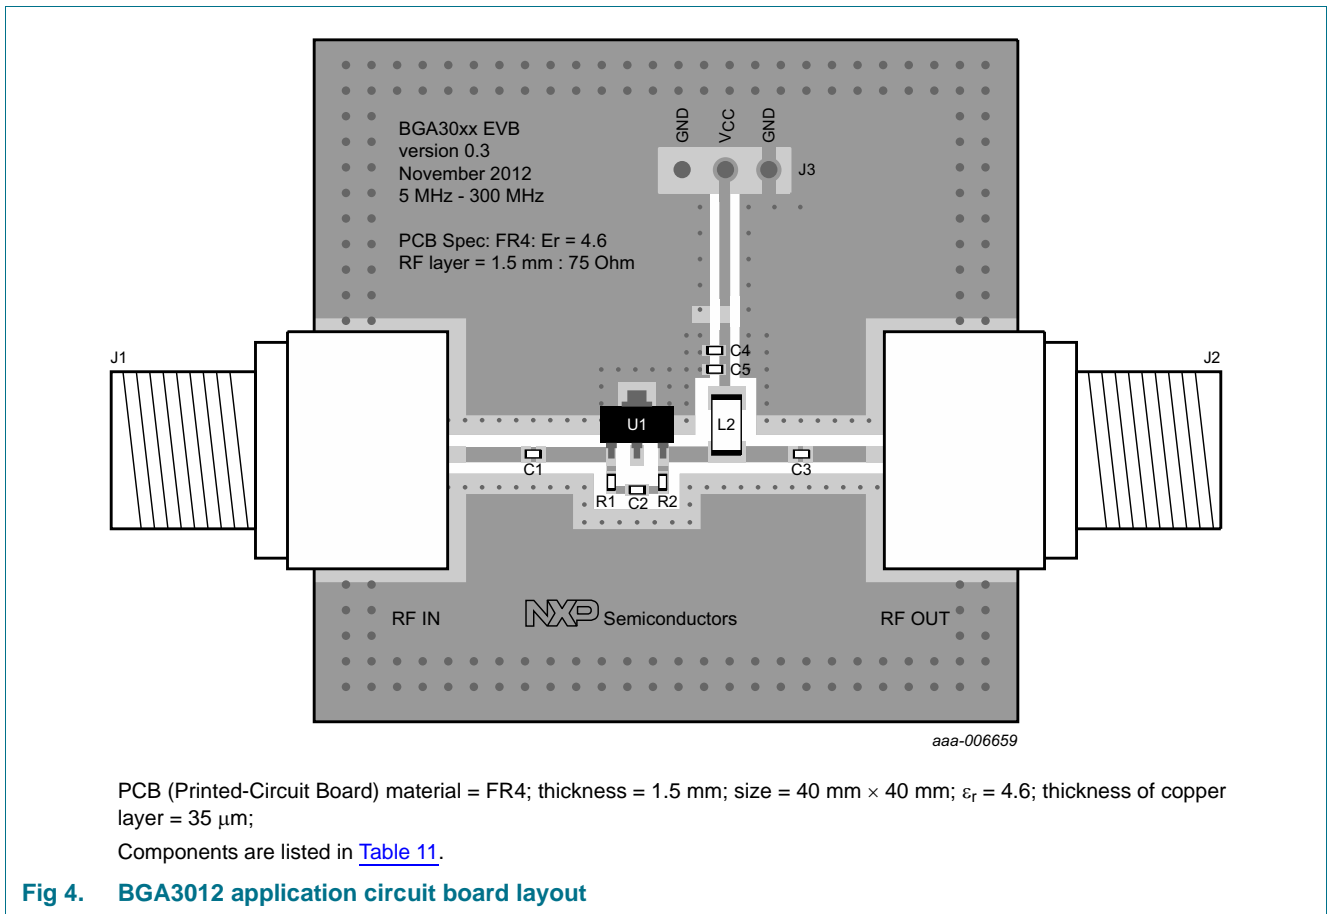 GND
VCC
GND
J3
BGA30xx EVB
version 0.3
November 2012
5 MHz - 300 MHz
PCB Spec: FR4: Er = 4.6
RF layer = 1.5 mm : 75 Ohm
J1
J2
C4
C5
U1
L2
C1
C3
R1
C2
R2
RF IN
NXP Semiconductors
RF OUT
aaa-006659
PCB (Printed-Circuit Board) material = FR4; thickness = 1.5 mm; size = 40 mm × 40 mm; εr = 4.6; thickness of copper
layer = 35 μm;
Components are listed in Table 11.
Fig 4. BGA3012 application circuit board layout